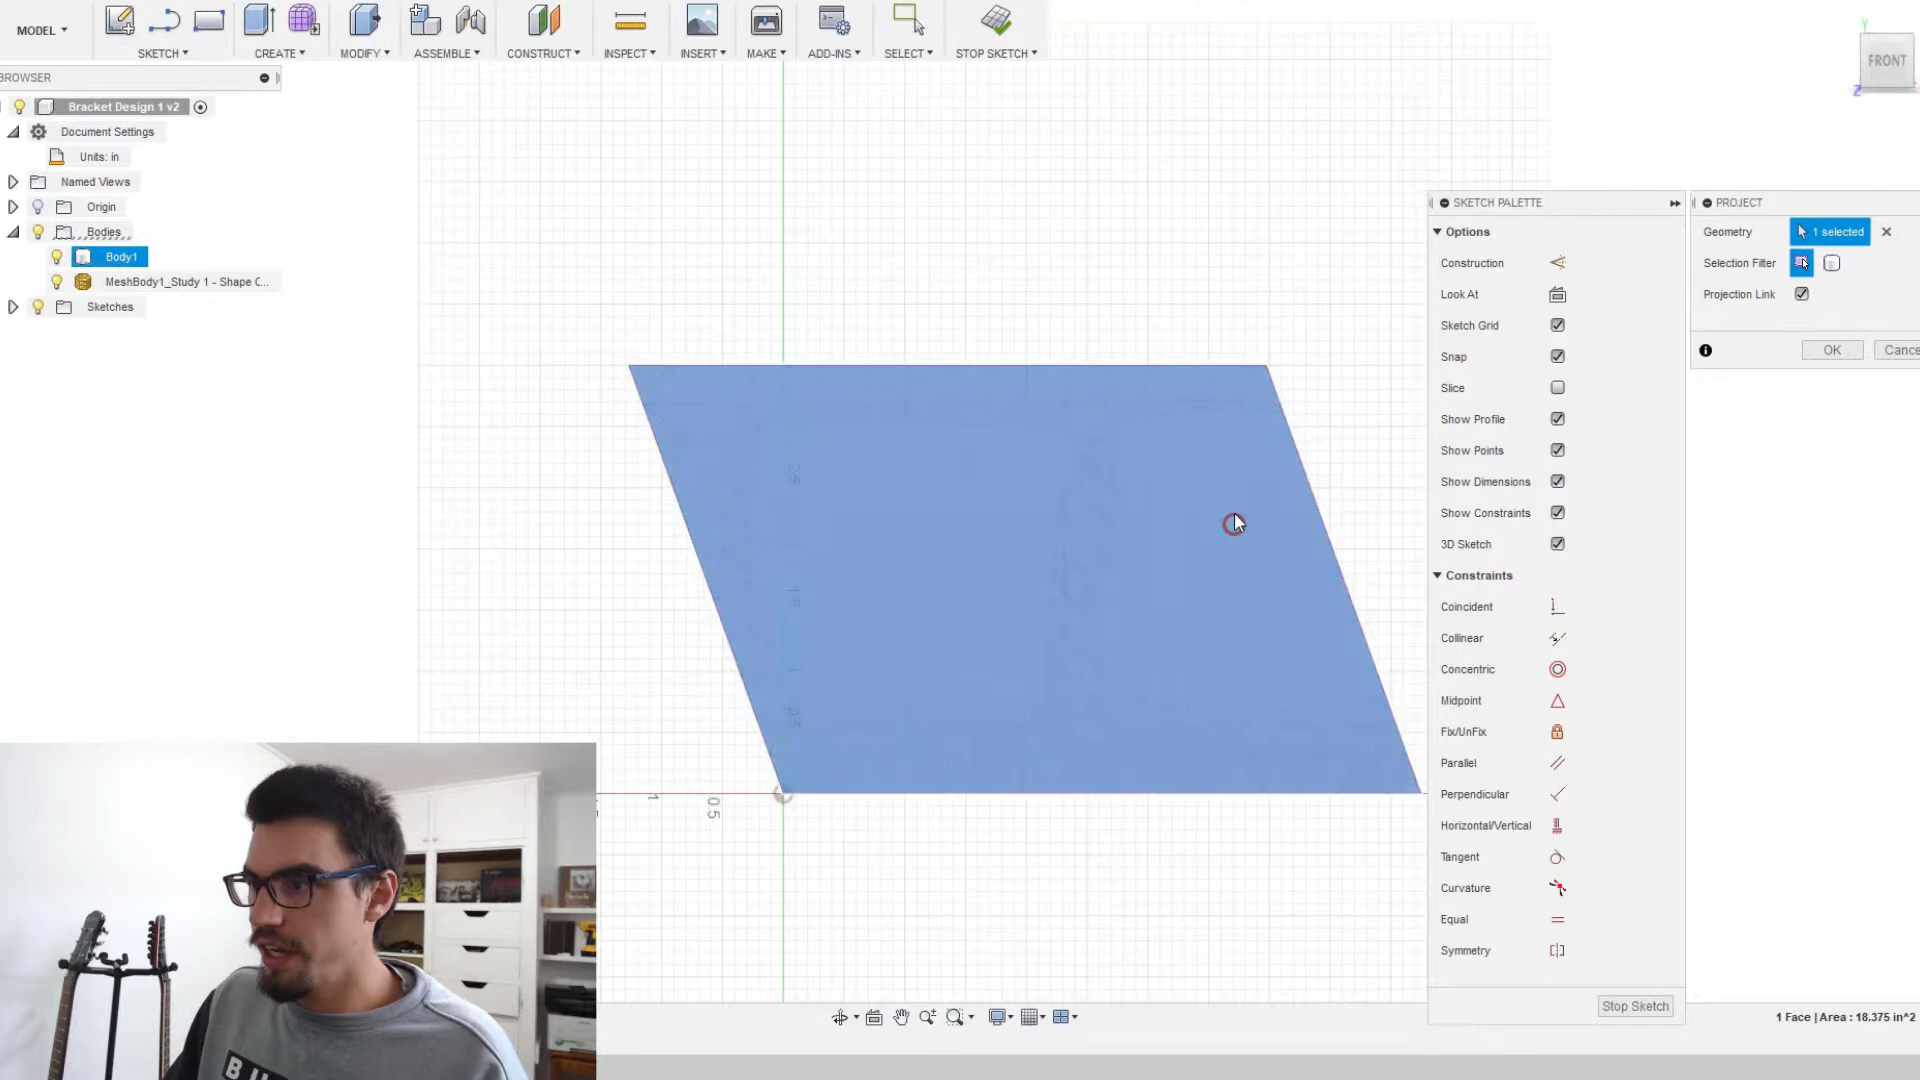 MODEL
SKETCH
CREATE
MODIFY
ASSEMBLE
CONSTRUCT
INSPECT
INSERT
MAKE
ADD-INS
SELECT
STOP SKETCH
FRONT
Y
Z
BROWSER
Bracket Design 1 v2
Document Settings
Units: in
Named Views
Origin
Bodies
Body1
MeshBody1_Study 1 - Shape C...
Sketches
SKETCH PALETTE
Options
Construction
Look At
Sketch Grid
Snap
Slice
Show Profile
Show Points
Show Dimensions
Show Constraints
3D Sketch
Constraints
Coincident
Collinear
Concentric
Midpoint
Fix/UnFix
Parallel
Perpendicular
Horizontal/Vertical
Tangent
Curvature
Equal
Symmetry
Stop Sketch
PROJECT
Geometry
1 selected
Selection Filter
Projection Link
OK
Cance
1
0.5
1 Face | Area : 18.375 in^2